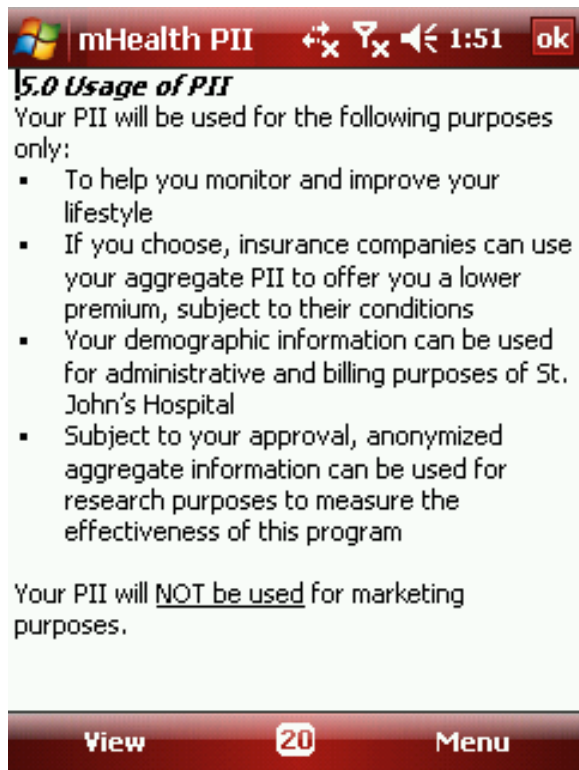 mHealth PII 1:51 ok
5.0 Usage of PII
Your PII will be used for the following purposes
only:
▪ To help you monitor and improve your
lifestyle
▪ If you choose, insurance companies can use
your aggregate PII to offer you a lower
premium, subject to their conditions
▪ Your demographic information can be used
for administrative and billing purposes of St.
John's Hospital
▪ Subject to your approval, anonymized
aggregate information can be used for
research purposes to measure the
effectiveness of this program
Your PII will NOT be used for marketing
purposes.
View 20 Menu